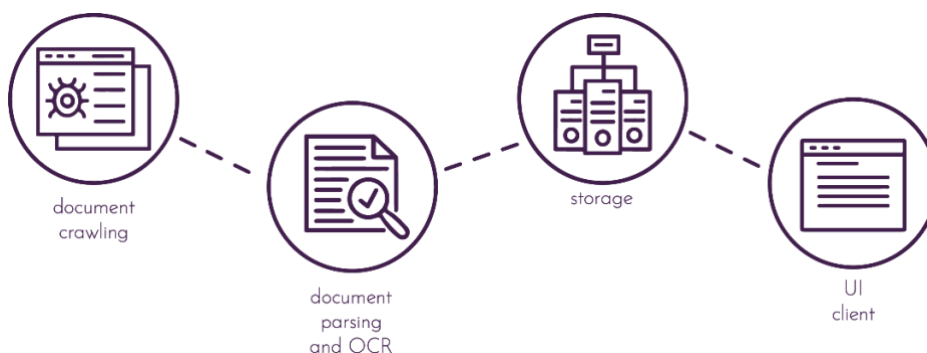 document
crawling
document
parsing
and OCR
storage
UI
client